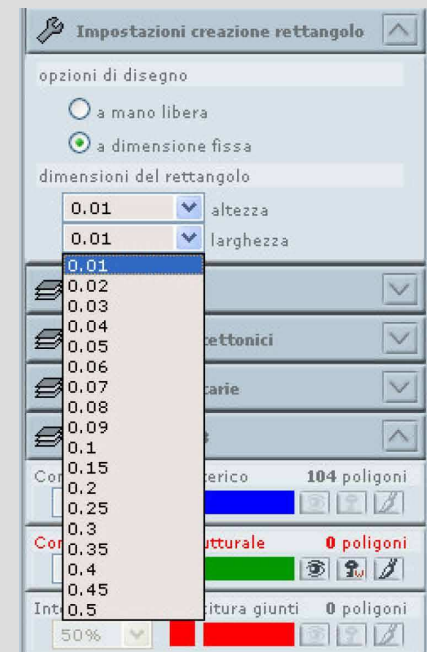 Impostazioni creazione rettangolo
opzioni di disegno
a mano libera
a dimensione fissa
dimensioni del rettangolo
0.01 altezza
0.01 larghezza
0.01
0.02
0.03
0.04
0.05
0.06
0.07
0.08
0.09
0.1
0.15
0.2
0.25
0.3
0.35
0.4
0.45
0.5
104 poligoni
0 poligoni
giunti 0 poligoni
50%